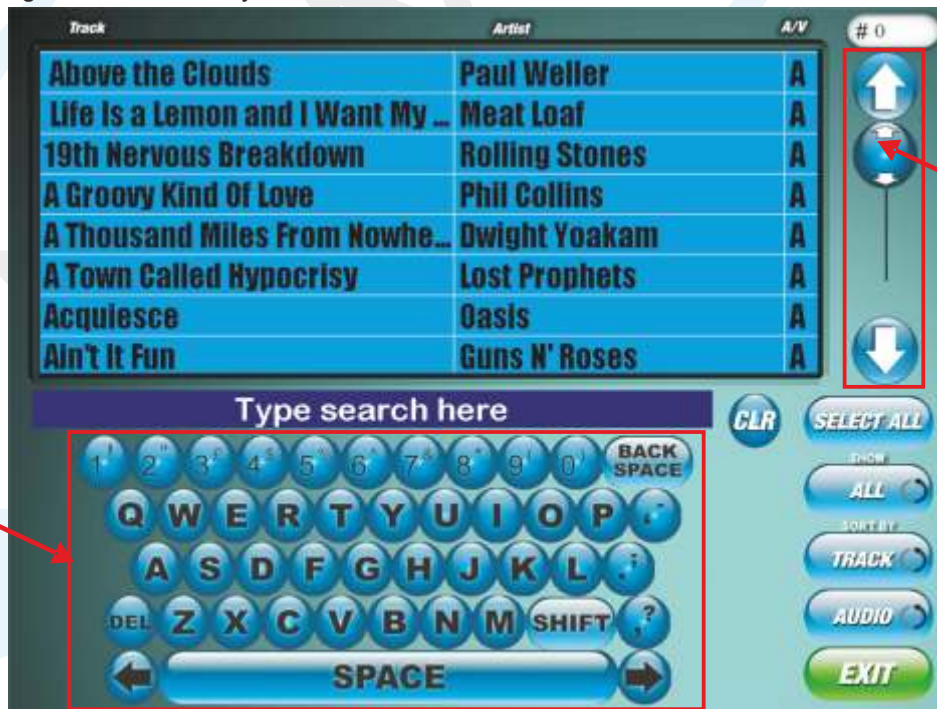 Track Artist A/V # 0
Above the Clouds Paul Weller A
Life Is a Lemon and I Want My ... Meat Loaf A
19th Nervous Breakdown Rolling Stones A
A Groovy Kind Of Love Phil Collins A
A Thousand Miles From Nowhe... Dwight Yoakam A
A Town Called Hypocrisy Lost Prophets A
Acquiesce Oasis A
Ain't It Fun Guns N' Roses A
Type search here CLR SELECT ALL
1 2 3 4 5 6 7 8 9 0 BACK SPACE
SHOW
ALL
Q W E R T Y U I O P
SORT BY
TRACK
A S D F G H J K L
DEL Z X C V B N M SHIFT , ?
AUDIO
SPACE
EXIT